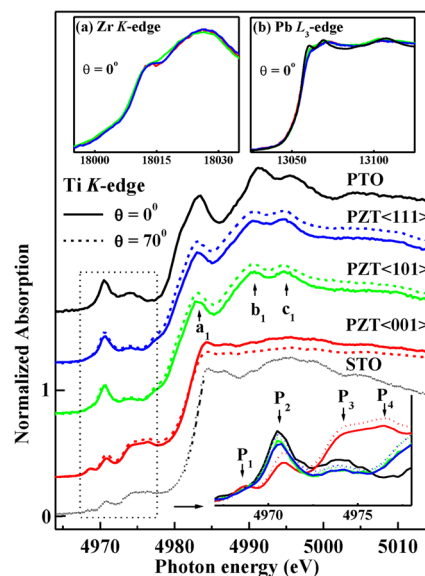 (a) Zr K-edge
θ = 0°
18000 18015 18030
(b) Pb L3-edge
θ = 0°
13050 13100
Ti K-edge
θ = 0⁰
θ = 70⁰
PTO
PZT<111>
PZT<101>
a1
b1
c1
PZT<001>
STO
P1
P2
P3
P4
4970 4975
1
0
Normalized Absorption
4970 4980 4990 5000 5010
Photon energy (eV)